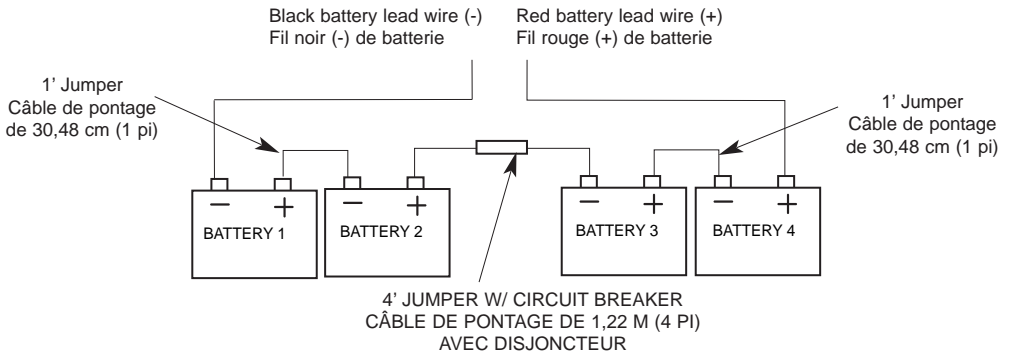 Black battery lead wire (-)
Fil noir (-) de batterie
Red battery lead wire (+)
Fil rouge (+) de batterie
1’ Jumper
Câble de pontage
de 30,48 cm (1 pi)
1’ Jumper
Câble de pontage
de 30,48 cm (1 pi)
– +
BATTERY 1
– +
BATTERY 2
– +
BATTERY 3
– +
BATTERY 4
4’ JUMPER W/ CIRCUIT BREAKER
CÂBLE DE PONTAGE DE 1,22 M (4 PI)
AVEC DISJONCTEUR